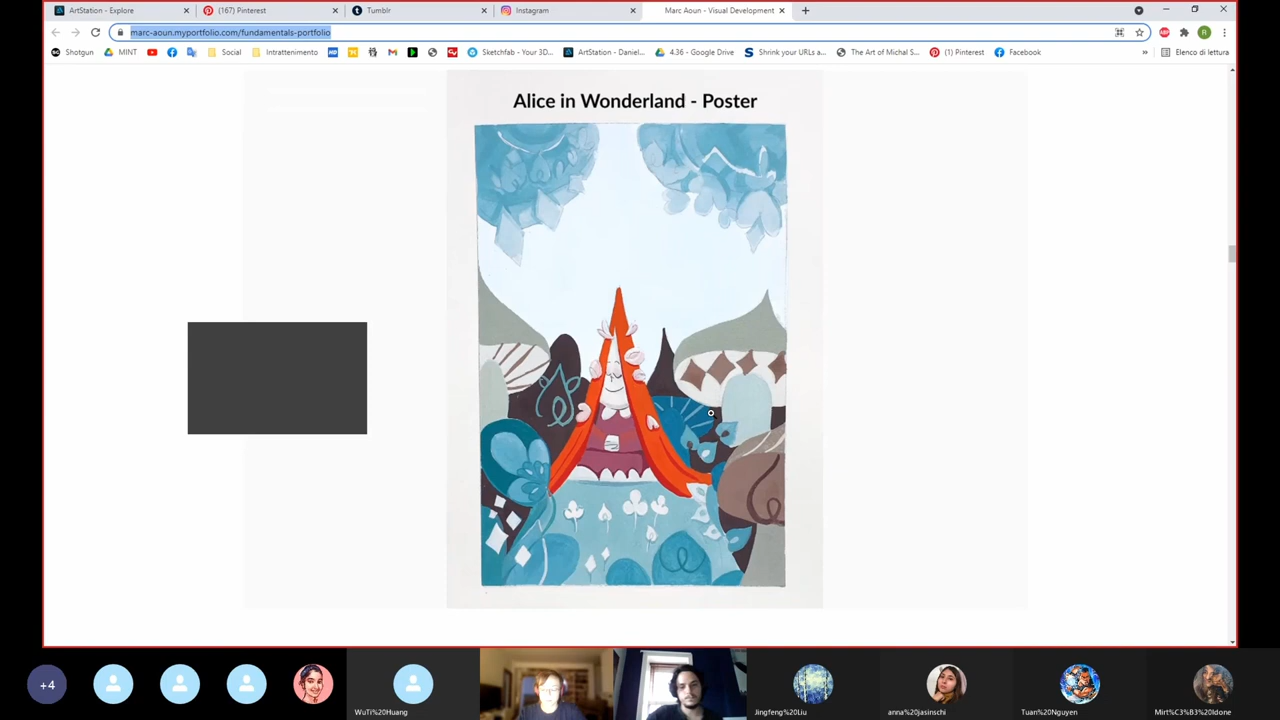 ArtStation - Explore
(167) Pinterest
Tumblr
Instagram
Marc Aoun - Visual Development
marc-aoun.myportfolio.com/fundamentals-portfolio
Shotgun
MINT
Social
Intrattenimento
Sketchfab - Your 3D...
ArtStation - Daniel...
4.36 - Google Drive
Shrink your URLs a...
The Art of Michal S...
(1) Pinterest
Facebook
»
Elenco di lettura
Alice in Wonderland - Poster
+4
WuTi%20Huang
Jingfeng%20Liu
anna%20jasinschi
Tuan%20Nguyen
Mirt%C3%B3%20Idone